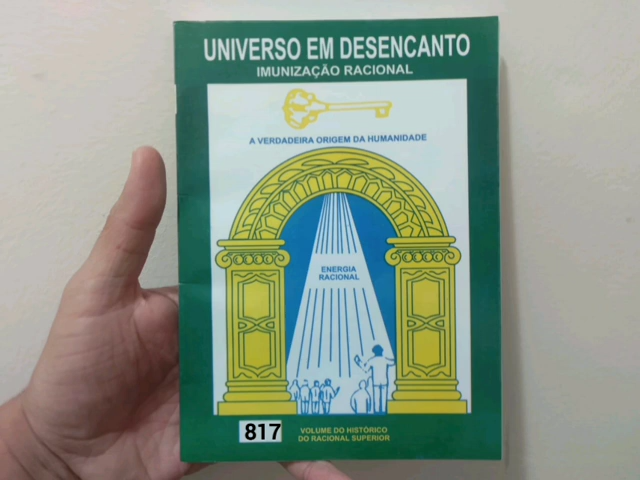 UNIVERSO EM DESENCANTO
IMUNIZAÇÃO RACIONAL
A VERDADEIRA ORIGEM DA HUMANIDADE
ENERGIA
RACIONAL
817
VOLUME DO HISTÓRICO
DO RACIONAL SUPERIOR